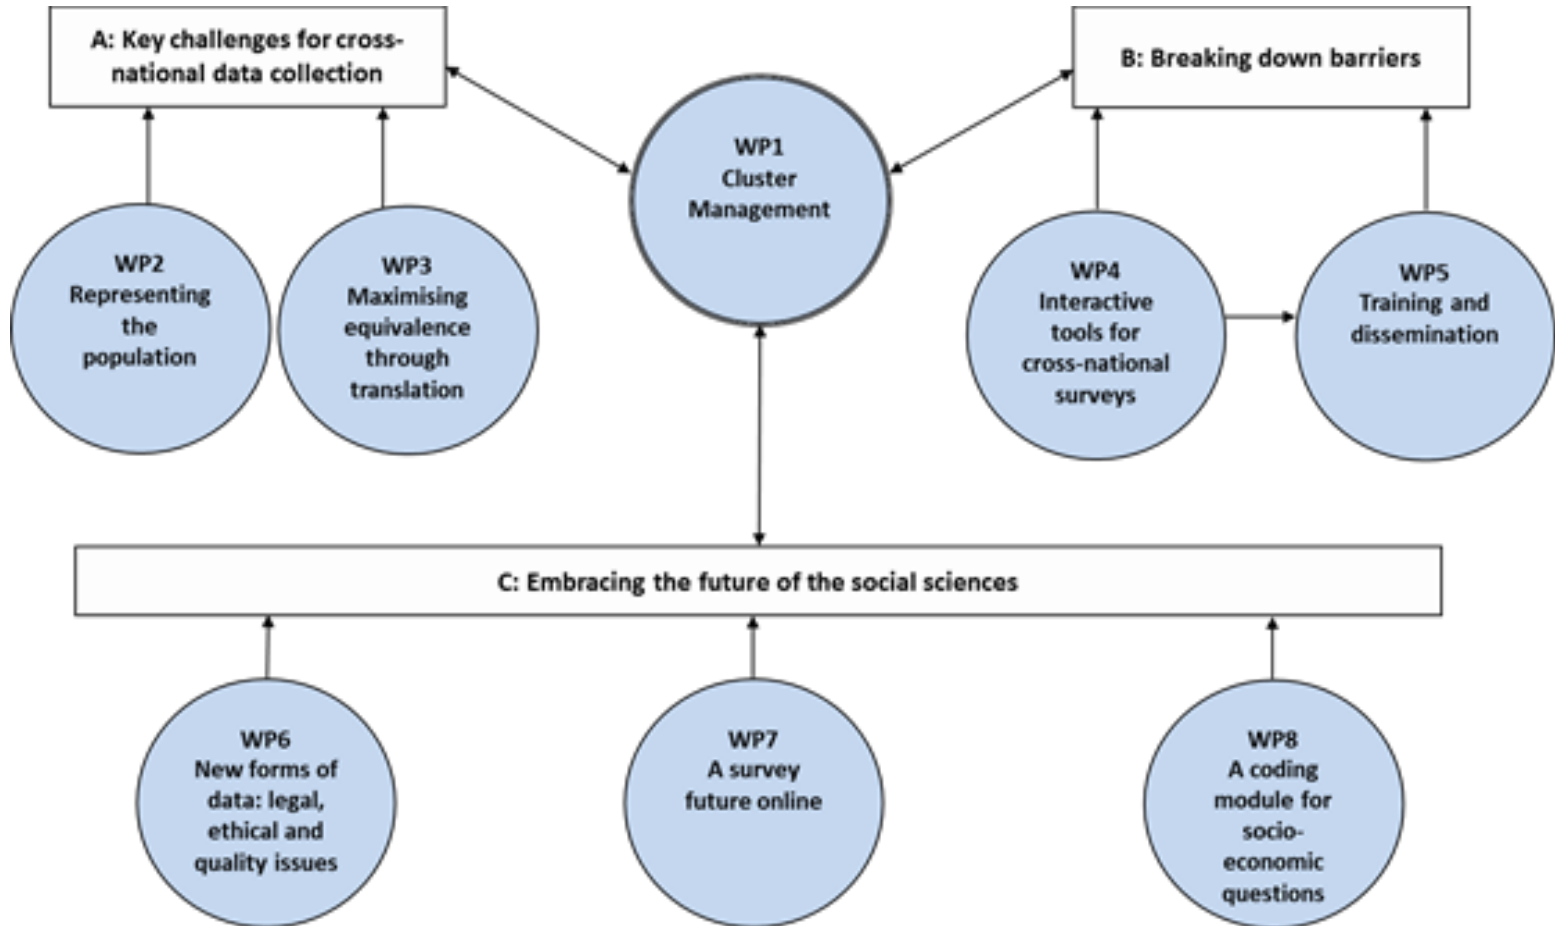 A: Key challenges for cross-
national data collection
B: Breaking down barriers
WP1
Cluster
Management
WP2
Representing
the
population
WP3
Maximising
equivalence
through
translation
WP4
Interactive
tools for
cross-national
surveys
WP5
Training and
dissemination
C: Embracing the future of the social sciences
WP6
New forms of
data: legal,
ethical and
quality issues
WP7
A survey
future online
WP8
A coding
module for
socio-
economic
questions